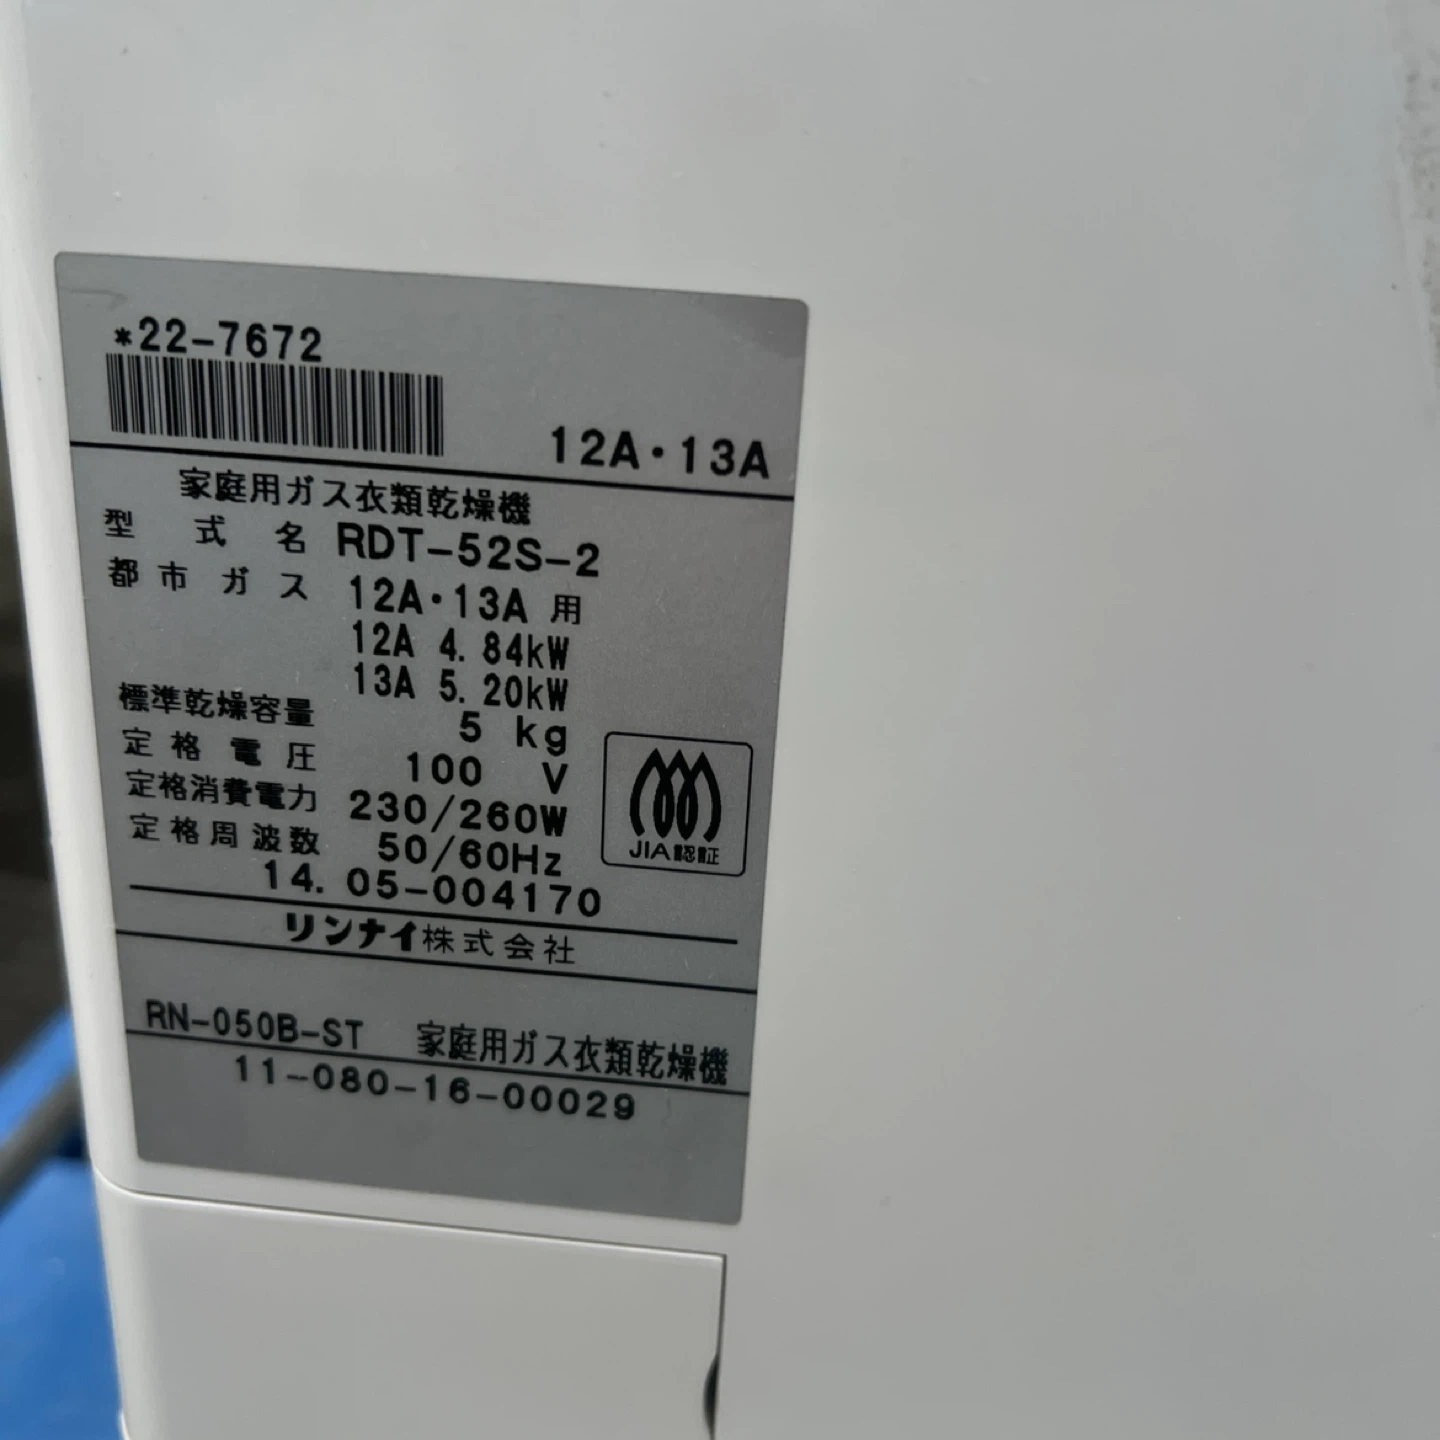 *22-7672
12A・13A
家庭用ガス衣類乾燥機
型式名 RDT-52S-2
都市ガス 12A・13A 用
12A 4.84kW
13A 5.20kW
標準乾燥容量 5 kg
定格電圧 100 V
定格消費電力 230/260W
定格周波数 50/60Hz
JIA認証
14.05-004170
リンナイ株式会社
RN-050B-ST 家庭用ガス衣類乾燥機
11-080-16-00029